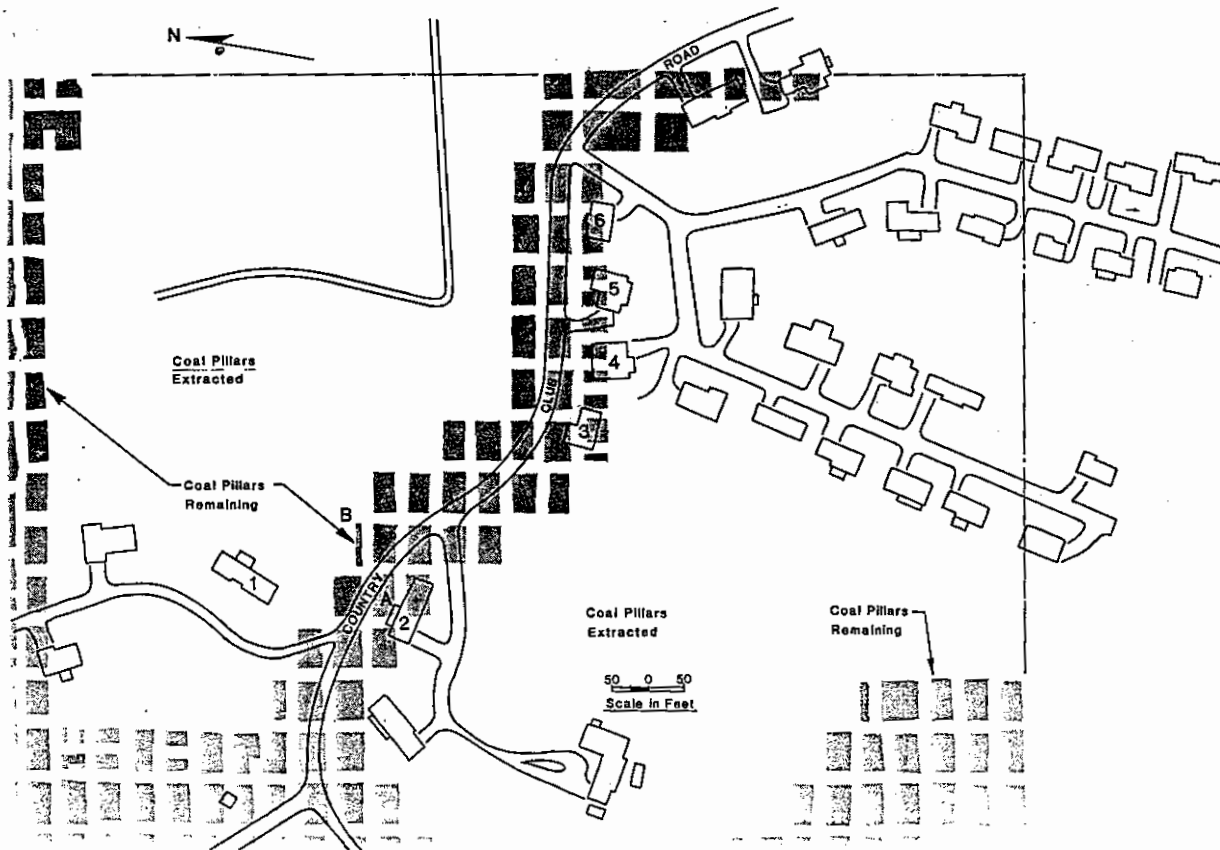 N
ROAD
6
5
Coal Pillars
Extracted
4
CLUB
3
Coal Pillars
Remaining
B
1
COUNTRY
A
2
Coal Pillars
Extracted
Coal Pillars
Remaining
50 0 50
Scale in Feet